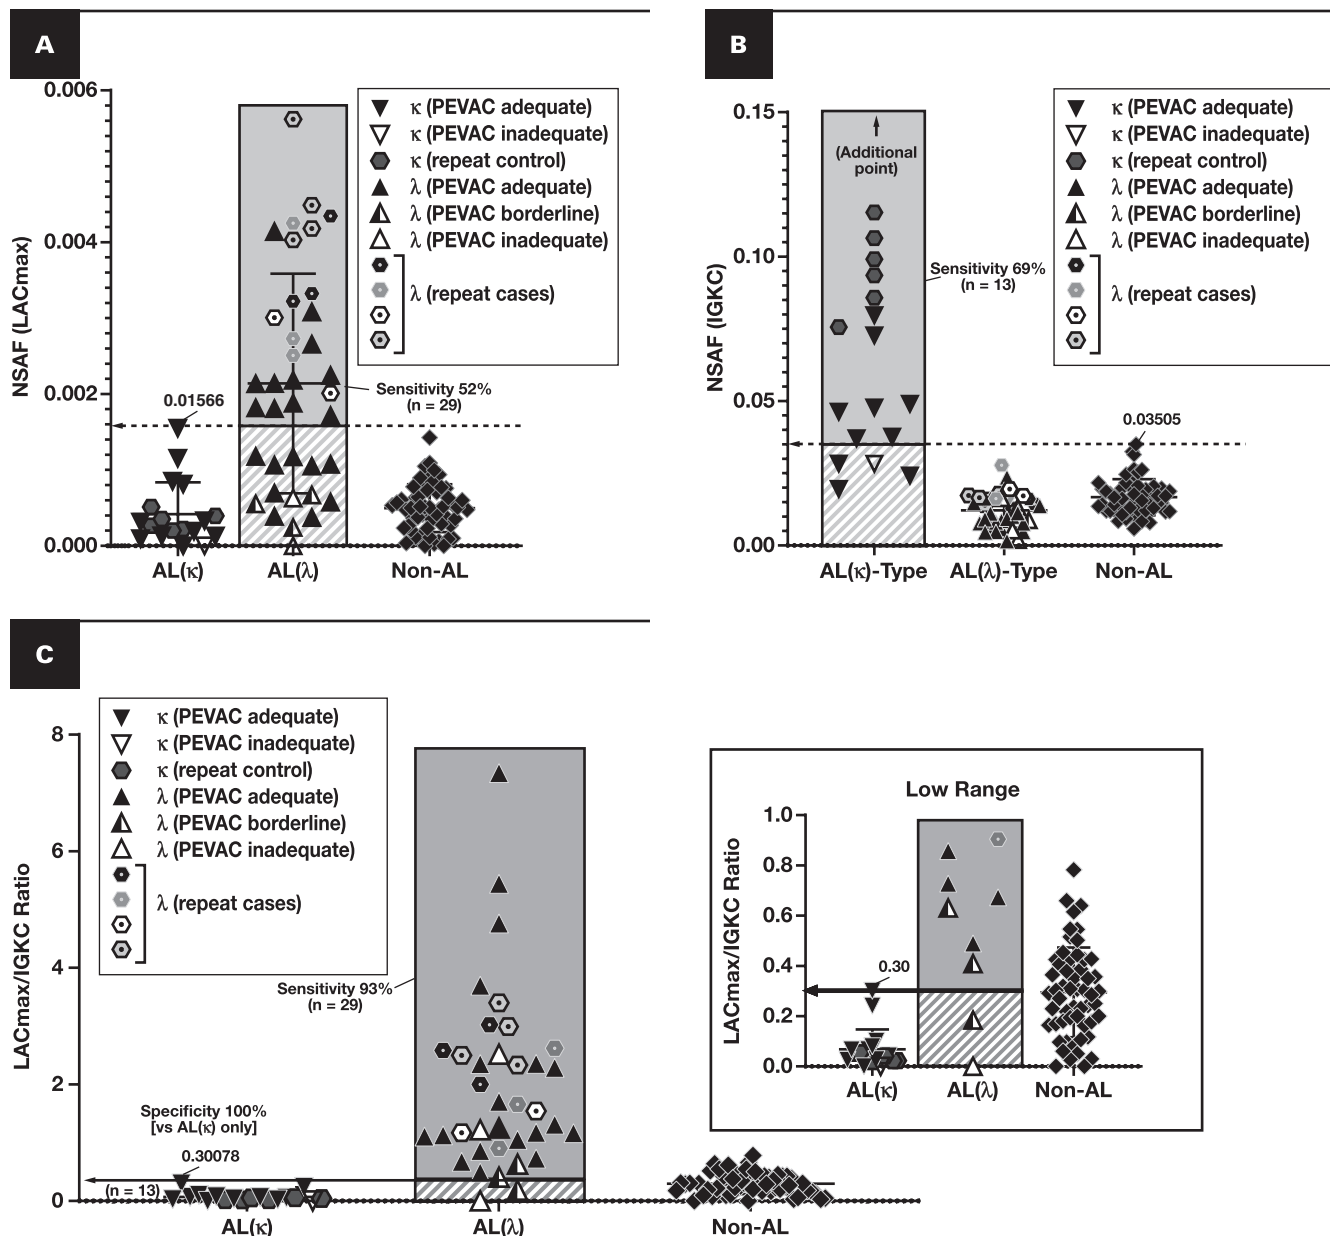 A
NSAF (LACmax)
0.006
0.004
0.002
0.000
κ (PEVAC adequate)
κ (PEVAC inadequate)
κ (repeat control)
λ (PEVAC adequate)
λ (PEVAC borderline)
λ (PEVAC inadequate)
λ (repeat cases)
0.01566
Sensitivity 52%
(n = 29)
AL(κ)
AL(λ)
Non-AL
B
NSAF (IGKC)
0.15
0.10
0.05
0.00
(Additional
point)
κ (PEVAC adequate)
κ (PEVAC inadequate)
κ (repeat control)
λ (PEVAC adequate)
λ (PEVAC borderline)
λ (PEVAC inadequate)
λ (repeat cases)
Sensitivity 69%
(n = 13)
0.03505
AL(κ)-Type
AL(λ)-Type
Non-AL
C
LACmax/IGKC Ratio
8
6
4
2
0
κ (PEVAC adequate)
κ (PEVAC inadequate)
κ (repeat control)
λ (PEVAC adequate)
λ (PEVAC borderline)
λ (PEVAC inadequate)
λ (repeat cases)
Sensitivity 93%
(n = 29)
Specificity 100%
[vs AL(κ) only]
0.30078
(n = 13)
AL(κ)
AL(λ)
Non-AL
Low Range
LACmax/IGKC Ratio
1.0
0.8
0.6
0.4
0.2
0.0
0.30
AL(κ)
AL(λ)
Non-AL